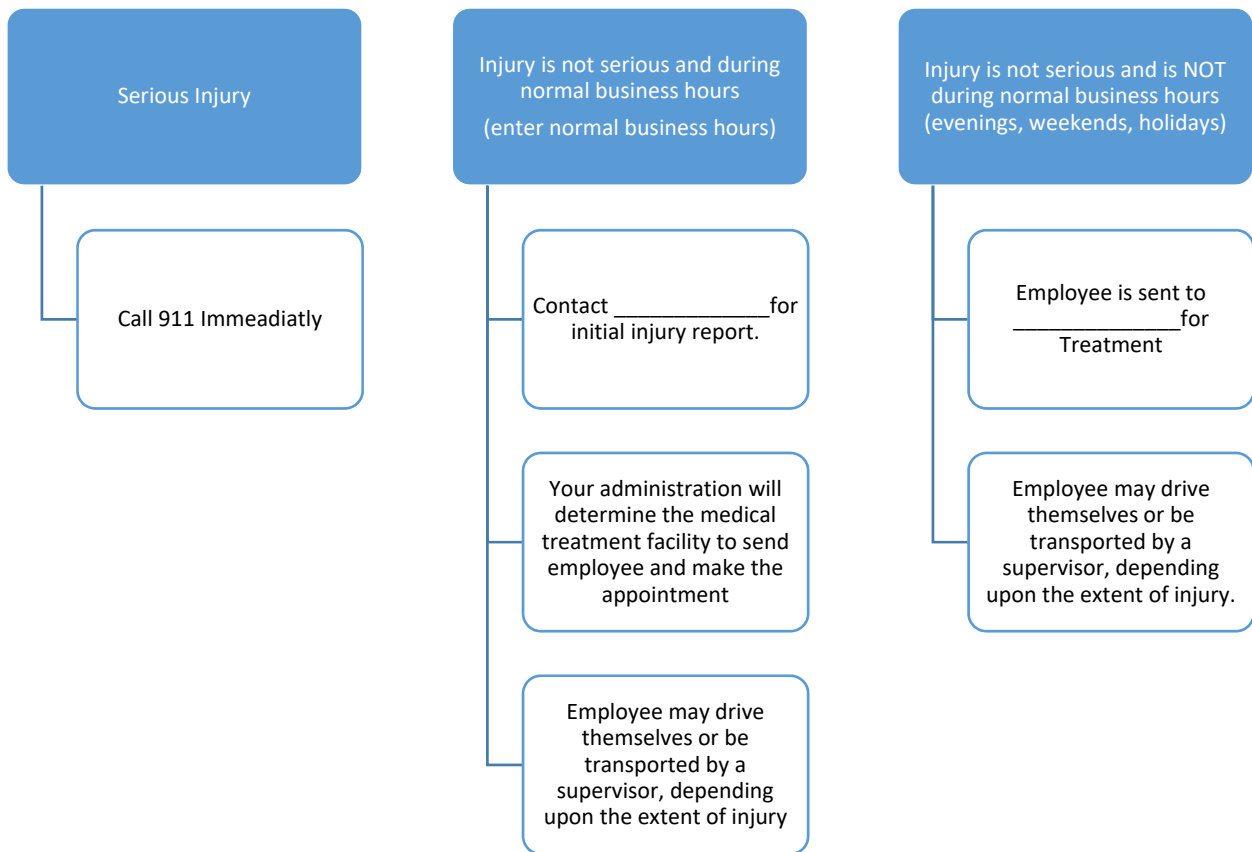 Serious Injury
Call 911 Immeadiatly
Injury is not serious and during
normal business hours
(enter normal business hours)
Contact _____________for
initial injury report.
Your administration will
determine the medical
treatment facility to send
employee and make the
appointment
Employee may drive
themselves or be
transported by a
supervisor, depending
upon the extent of injury
Injury is not serious and is NOT
during normal business hours
(evenings, weekends, holidays)
Employee is sent to
______________for
Treatment
Employee may drive
themselves or be
transported by a
supervisor, depending
upon the extent of injury.